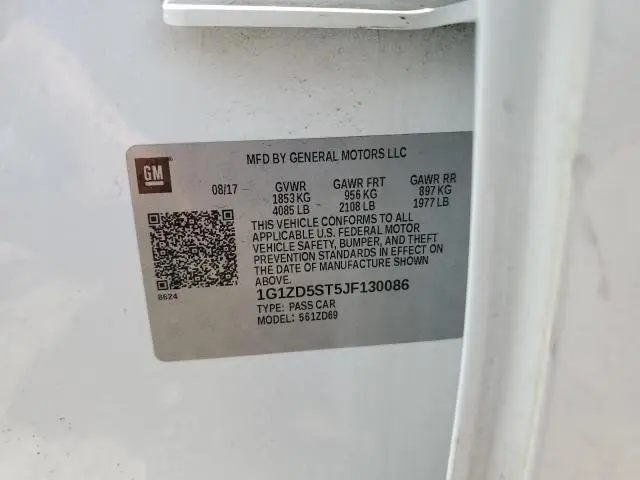 GM
MFD BY GENERAL MOTORS LLC
08/17 GVWR GAWR FRT GAWR RR
1853 KG 956 KG 897 KG
4085 LB 2108 LB 1977 LB
THIS VEHICLE CONFORMS TO ALL
APPLICABLE U.S. FEDERAL MOTOR
VEHICLE SAFETY, BUMPER, AND THEFT
PREVENTION STANDARDS IN EFFECT ON
THE DATE OF MANUFACTURE SHOWN
ABOVE.
8624
1G1ZD5ST5JF130086
TYPE: PASS CAR
MODEL: 561ZD69